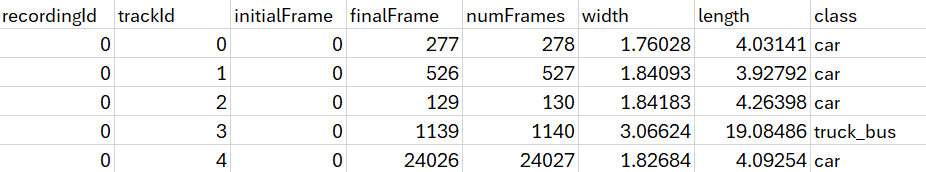 recordingId trackId initialFrame finalFrame numFrames width length class
0 0 0 277 278 1.76028 4.03141 car
0 1 0 526 527 1.84093 3.92792 car
0 2 0 129 130 1.84183 4.26398 car
0 3 0 1139 1140 3.06624 19.08486 truck_bus
0 4 0 24026 24027 1.82684 4.09254 car